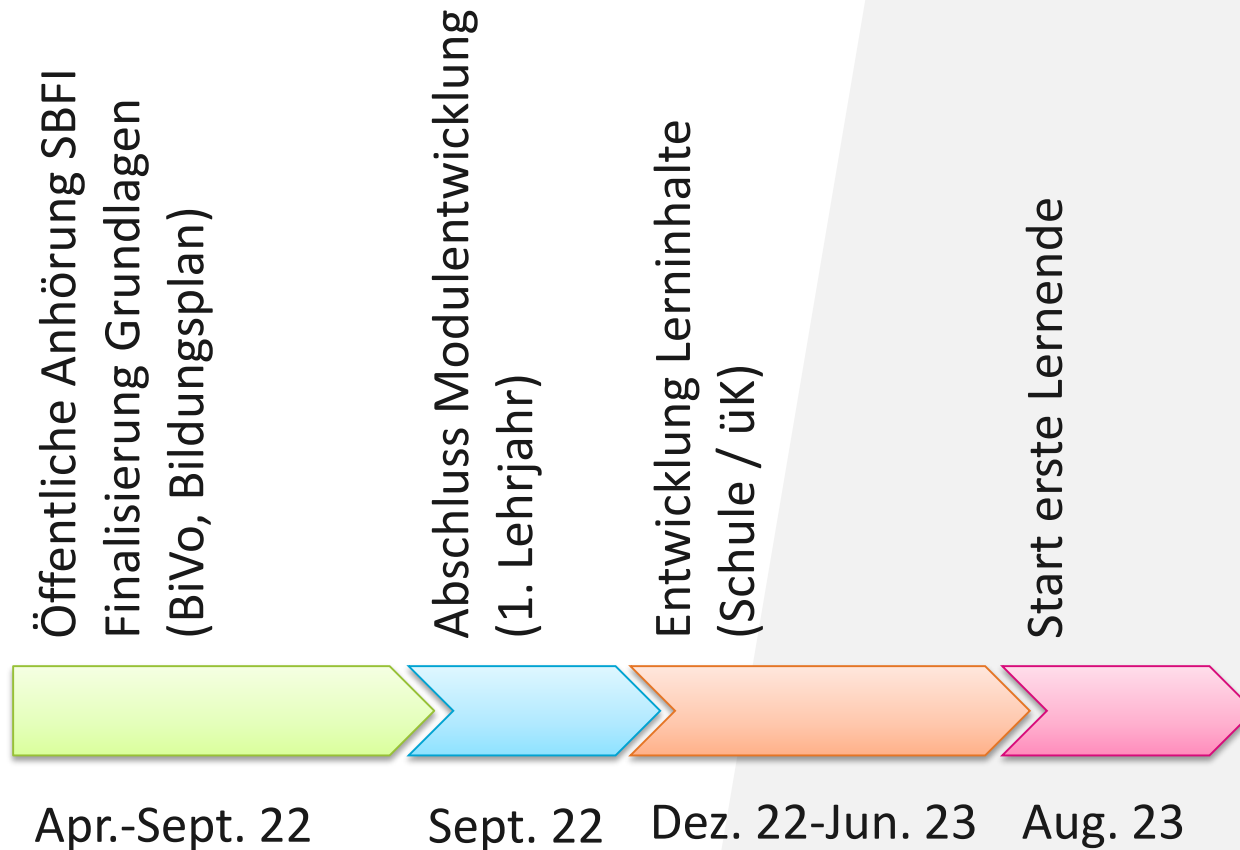 Öffentliche Anhörung SBFI
Finalisierung Grundlagen
(BiVo, Bildungsplan)
Abschluss Modulentwicklung
(1. Lehrjahr)
Entwicklung Lerninhalte
(Schule / üK)
Start erste Lernende
Apr.-Sept. 22
Sept. 22
Dez. 22-Jun. 23
Aug. 23